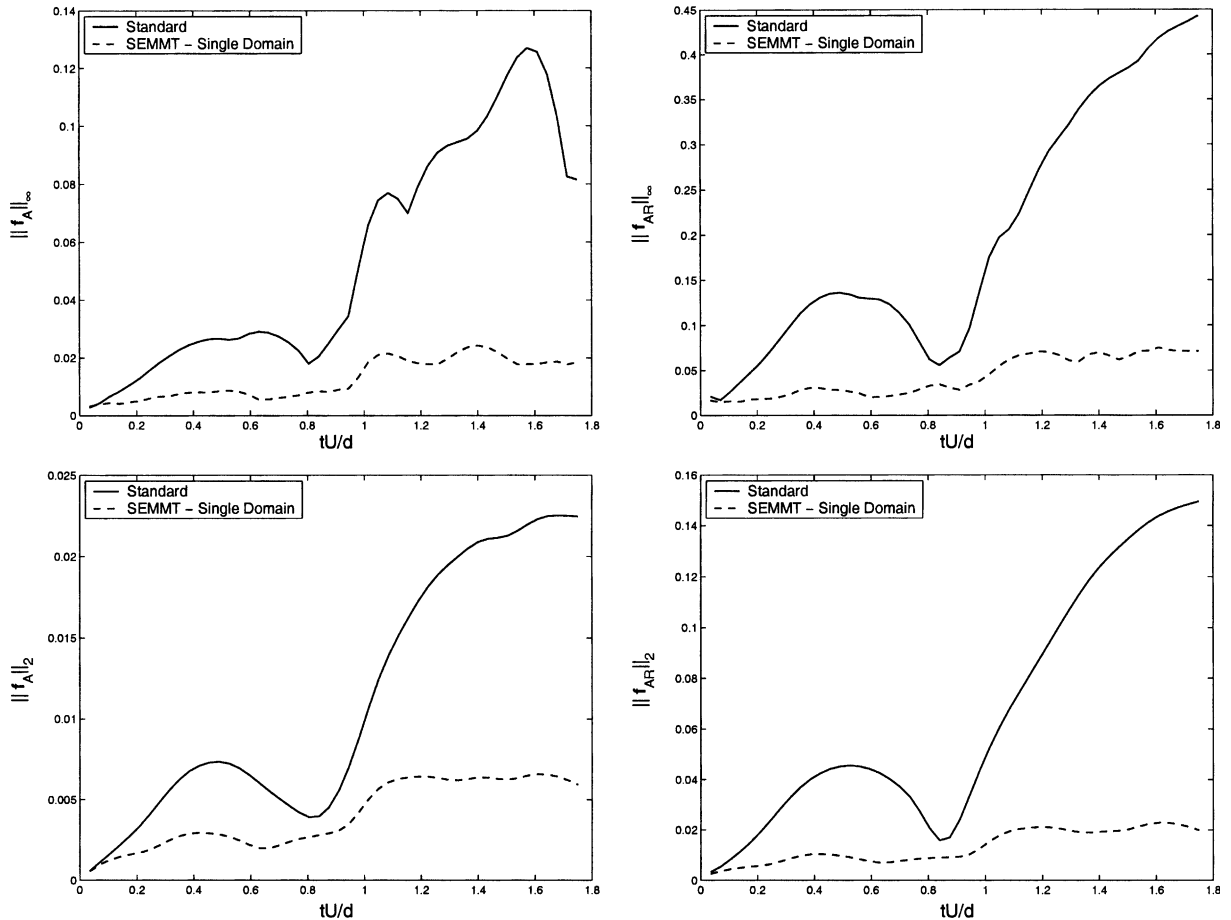 0.14
0.12
0.1
0.08
0.06
0.04
0.02
0
|| f_A ||_∞
Standard
SEMMT – Single Domain
0 0.2 0.4 0.6 0.8 1 1.2 1.4 1.6 1.8
tU/d
0.45
0.4
0.35
0.3
0.25
0.2
0.15
0.1
0.05
0
|| f_AR ||_∞
Standard
SEMMT – Single Domain
0 0.2 0.4 0.6 0.8 1 1.2 1.4 1.6 1.8
tU/d
0.025
0.02
0.015
0.01
0.005
0
|| f_A ||_2
Standard
SEMMT – Single Domain
0 0.2 0.4 0.6 0.8 1 1.2 1.4 1.6 1.8
tU/d
0.16
0.14
0.12
0.1
0.08
0.06
0.04
0.02
0
|| f_AR ||_2
Standard
SEMMT – Single Domain
0 0.2 0.4 0.6 0.8 1 1.2 1.4 1.6 1.8
tU/d